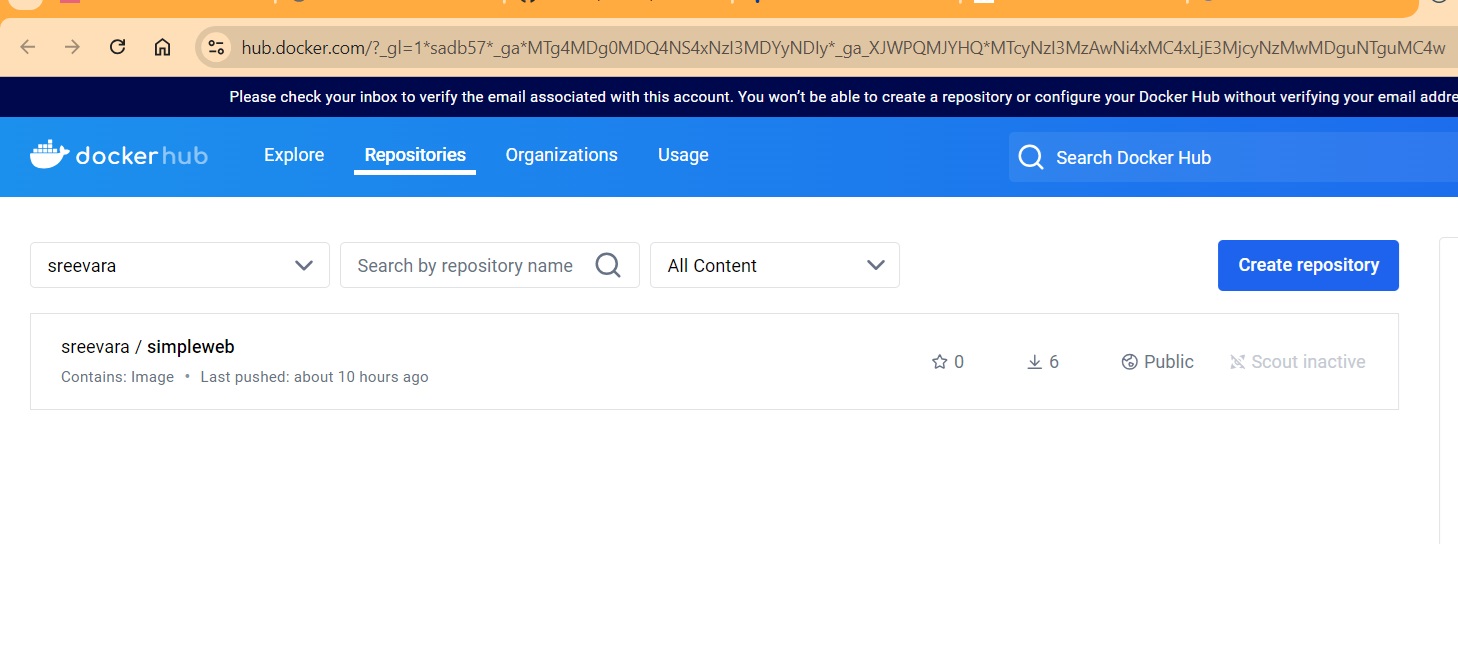 hub.docker.com/?_gl=1*sadb57*_ga*MTg4MDg0MDQ4NS4xNzI3MDYyNDIy*_ga_XJWPQMJYHQ*MTcyNzI3MzAwNi4xMC4xLjE3MjcyNzMwMDguNTguMC4w
Please check your inbox to verify the email associated with this account. You won’t be able to create a repository or configure your Docker Hub without verifying your email addre
docker hub Explore Repositories Organizations Usage Search Docker Hub
sreevara Search by repository name All Content Create repository
sreevara / simpleweb
0 6 Public Scout inactive
Contains: Image • Last pushed: about 10 hours ago